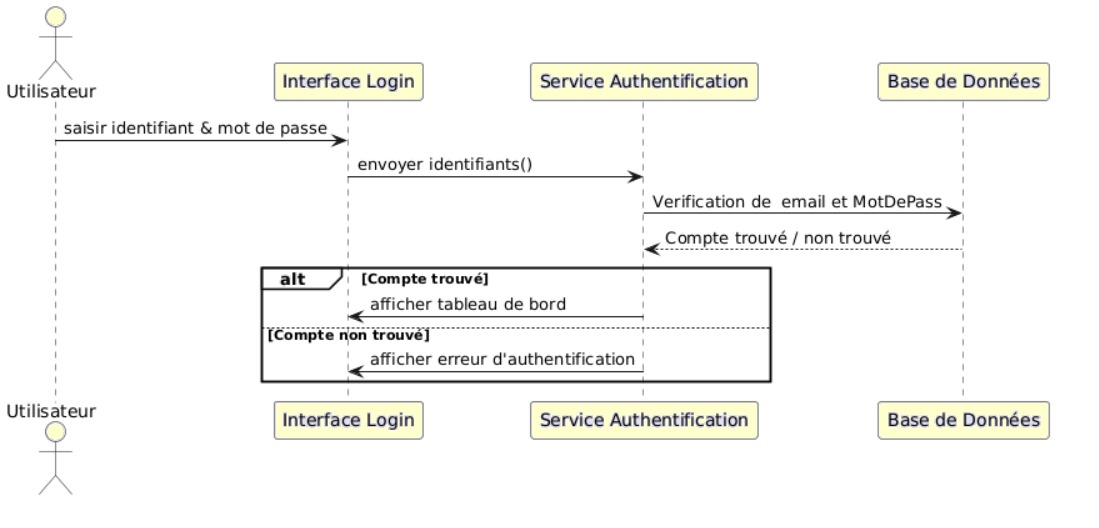 Utilisateur
Interface Login
Service Authentification
Base de Données
saisir identifiant & mot de passe
envoyer identifiants()
Verification de  email et MotDePass
Compte trouvé / non trouvé
alt
[Compte trouvé]
afficher tableau de bord
[Compte non trouvé]
afficher erreur d'authentification
Utilisateur
Interface Login
Service Authentification
Base de Données